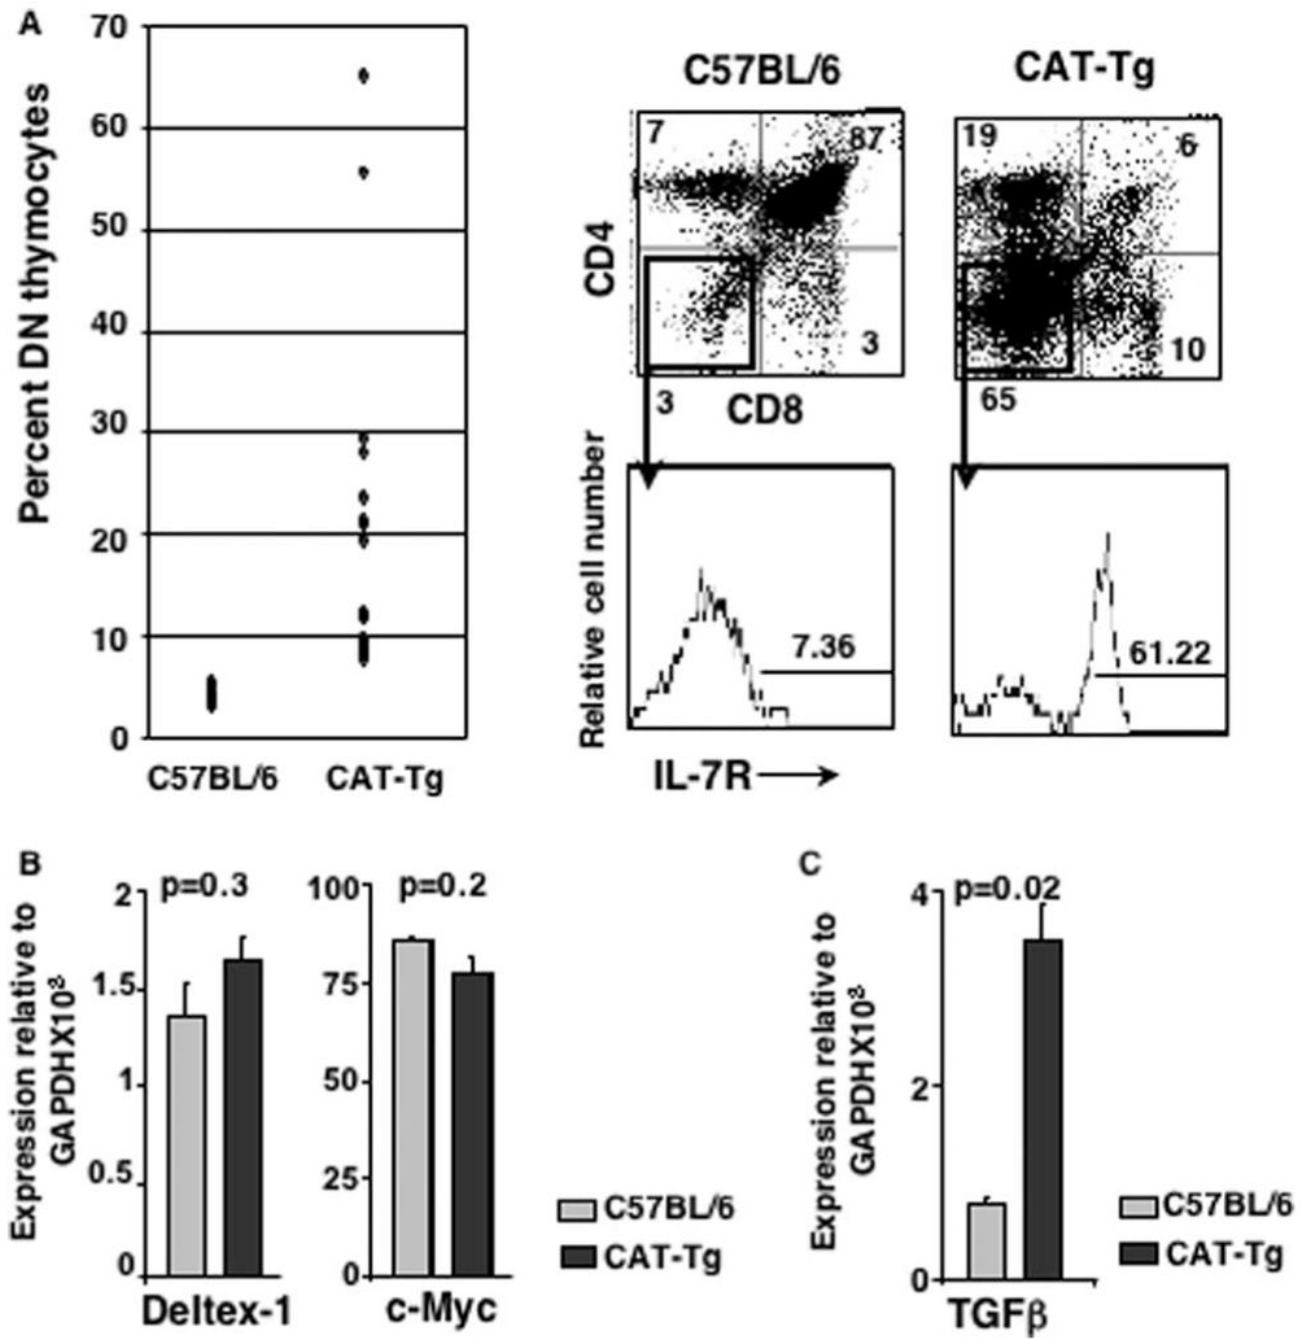 A
Percent DN thymocytes
70
60
50
40
30
20
10
0
C57BL/6 CAT-Tg
C57BL/6 CAT-Tg
CD4
7 87
3
3
CD8
19 6
10
65
Relative cell number
7.36
61.22
IL-7R
B
Expression relative to
GAPDHX10³
p=0.3
2
1.5
1
0.5
0
Deltex-1
p=0.2
100
75
50
25
0
c-Myc
C57BL/6
CAT-Tg
C
Expression relative to
GAPDHX10³
p=0.02
4
2
0
TGFβ
C57BL/6
CAT-Tg